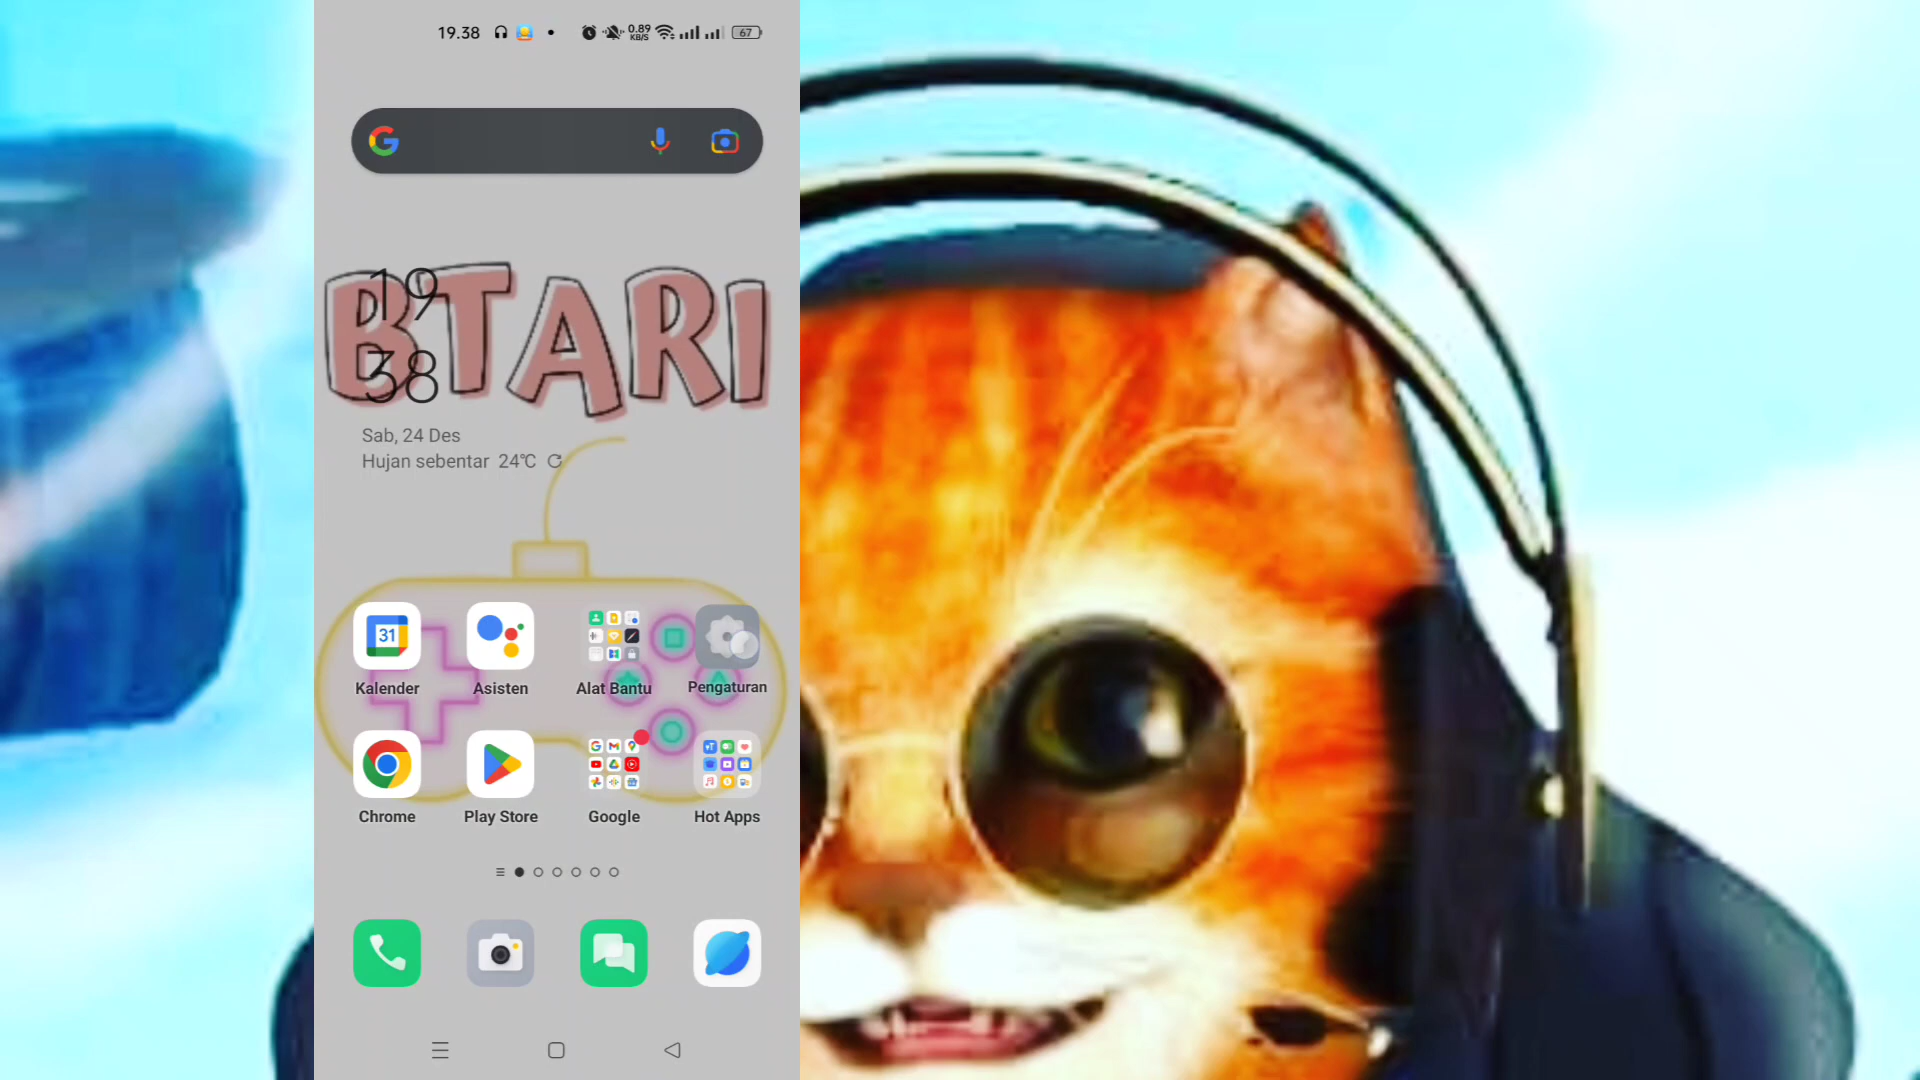 19.38 0.89 KB/S 67
BTARI
19
38
Sab, 24 Des
Hujan sebentar 24°C
31
Kalender Asisten Alat Bantu Pengaturan
Chrome Play Store Google Hot Apps